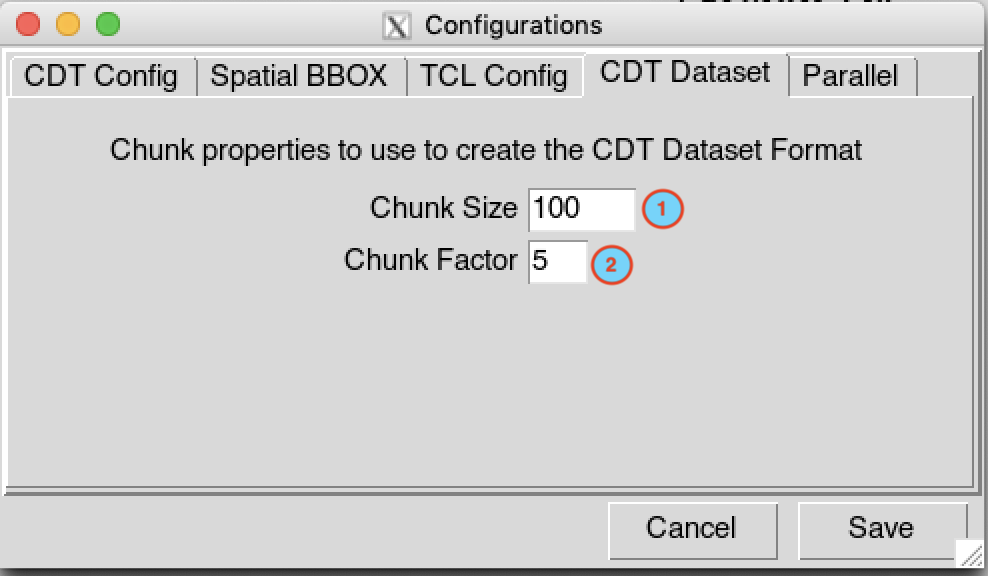 Configurations
CDT Config Spatial BBOX TCL Config CDT Dataset Parallel
Chunk properties to use to create the CDT Dataset Format
Chunk Size 100 1
Chunk Factor 5 2
Cancel Save